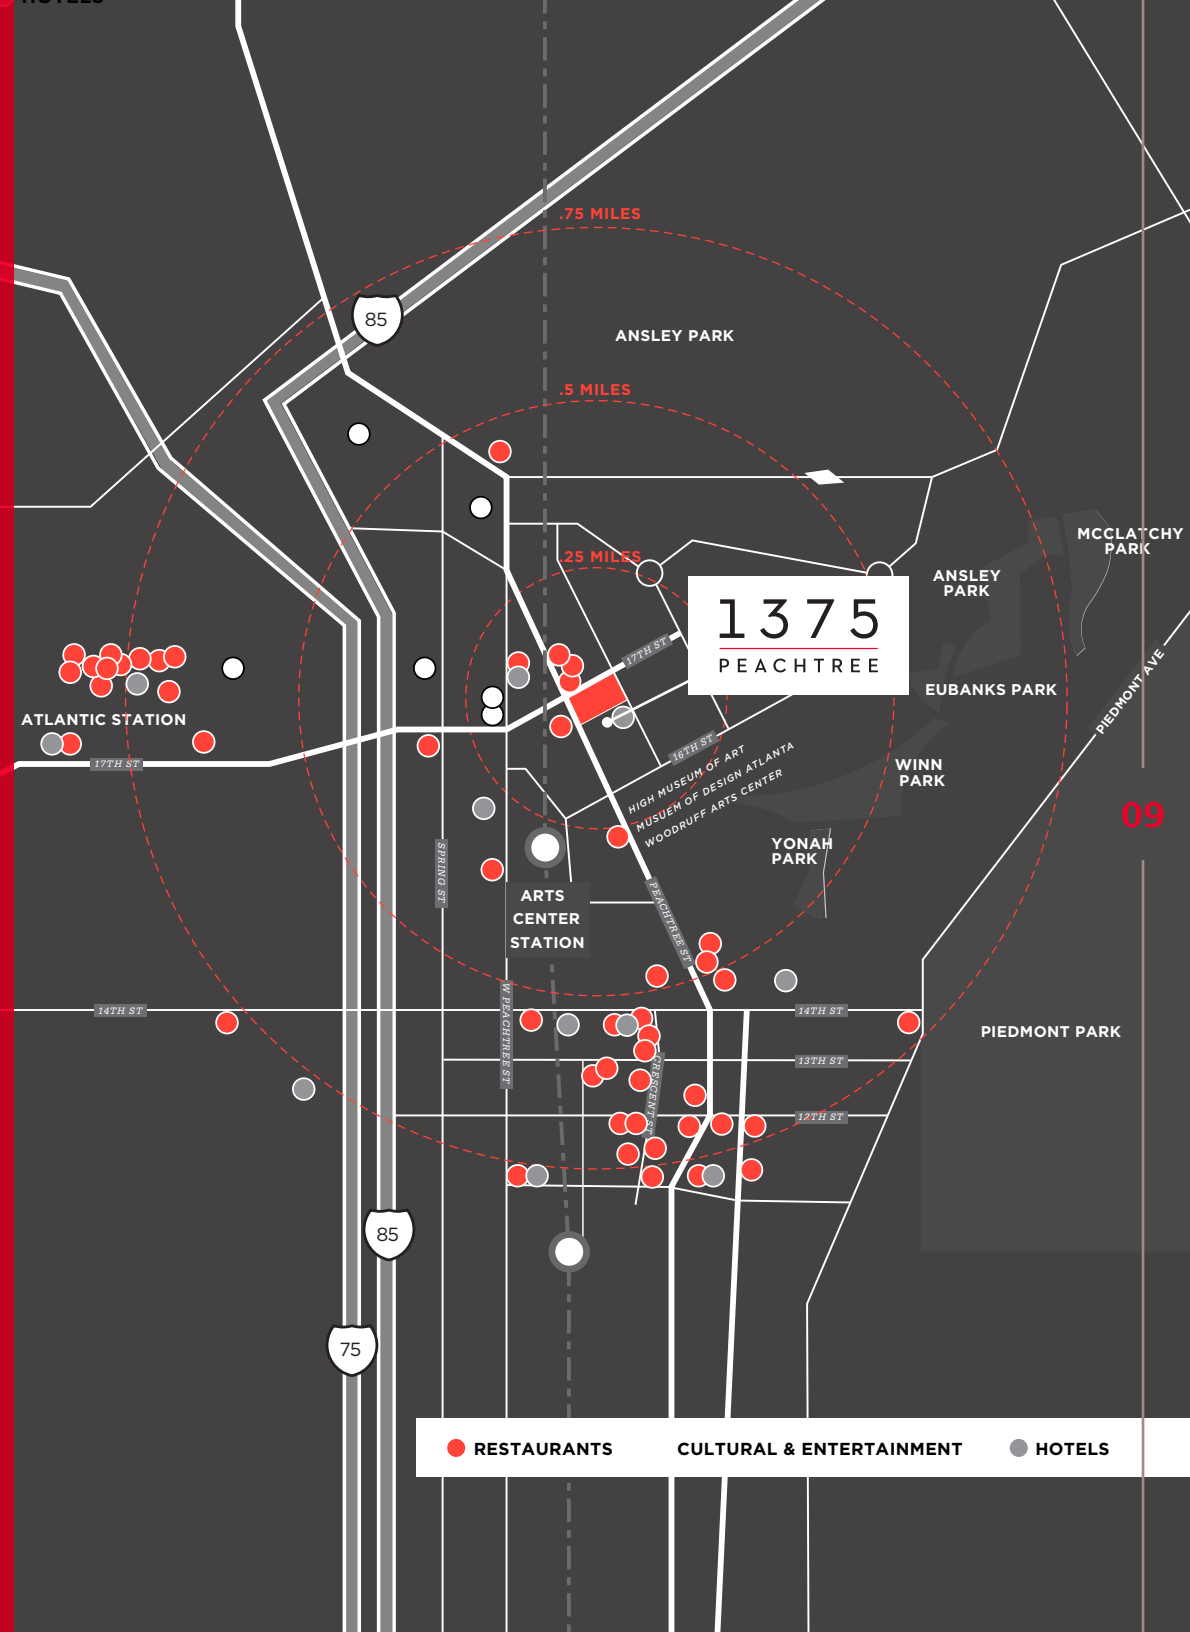 HOTELS
.75 MILES
85
ANSLEY PARK
.5 MILES
MCCLATCHY
PARK
.25 MILES
ANSLEY
PARK
1375
PEACHTREE
17TH ST
EUBANKS PARK
PIEDMONT AVE
ATLANTIC STATION
17TH ST
16TH ST
HIGH MUSEUM OF ART
MUSUEM OF DESIGN ATLANTA
WOODRUFF ARTS CENTER
WINN
PARK
09
YONAH
PARK
SPRING ST
ARTS
CENTER
STATION
PEACHTREE ST
W PEACHTREE ST
14TH ST
14TH ST
PIEDMONT PARK
13TH ST
CRESCENT ST
12TH ST
85
75
RESTAURANTS
CULTURAL & ENTERTAINMENT
HOTELS